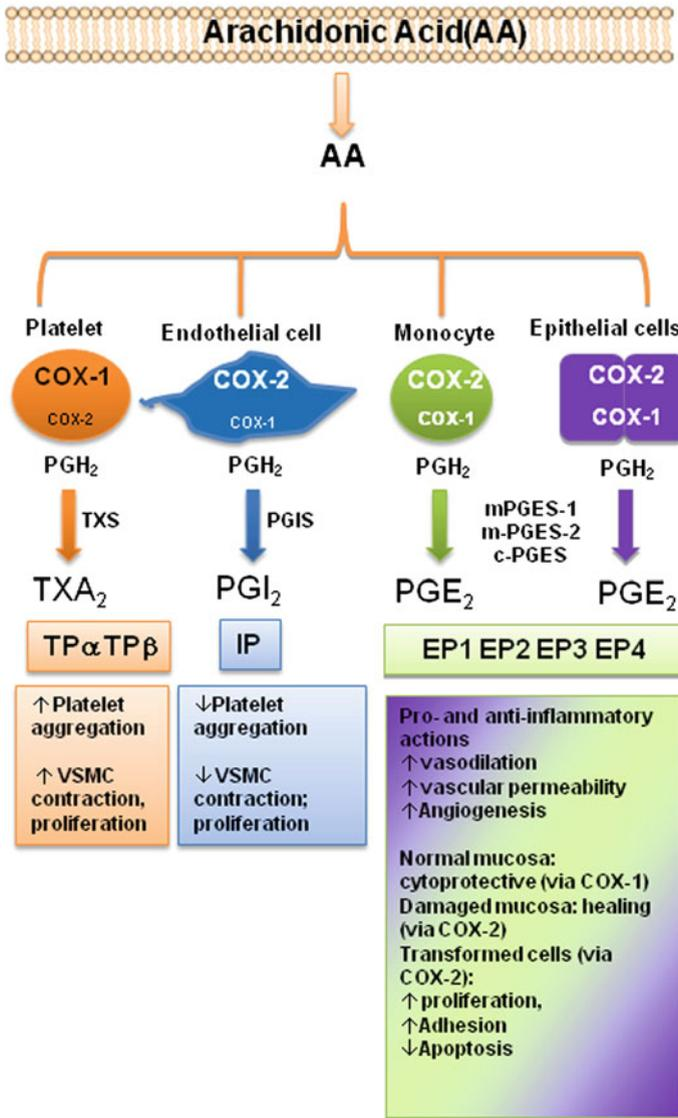 Arachidonic Acid(AA)
AA
Platelet
COX-1
COX-2
PGH2
TXS
TXA2
TPα TPβ
↑ Platelet
aggregation
↑ VSMC
contraction,
proliferation
Endothelial cell
COX-2
COX-1
PGH2
PGIS
PGI2
IP
↓Platelet
aggregation
↓ VSMC
contraction;
proliferation
Monocyte
COX-2
COX-1
PGH2
mPGES-1
m-PGES-2
c-PGES
PGE2
Epithelial cells
COX-2
COX-1
PGH2
PGE2
EP1 EP2 EP3 EP4
Pro- and anti-inflammatory
actions
↑vasodilation
↑vascular permeability
↑Angiogenesis
Normal mucosa:
cytoprotective (via COX-1)
Damaged mucosa: healing
(via COX-2)
Transformed cells (via
COX-2):
↑ proliferation,
↑Adhesion
↓Apoptosis